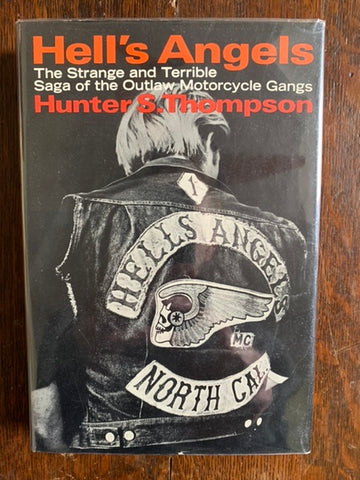 Hell's Angels
The Strange and Terrible
Saga of the Outlaw Motorcycle Gangs
Hunter S. Thompson
1
HELLS ANGELS
MC
NORTH CAL.